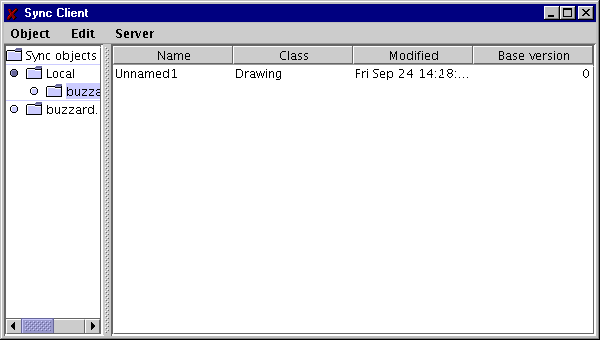 Sync Client
Object Edit Server
Sync objects
Local
buzza
buzzard.
Name Class Modified Base version
Unnamed1 Drawing Fri Sep 24 14:28:... 0